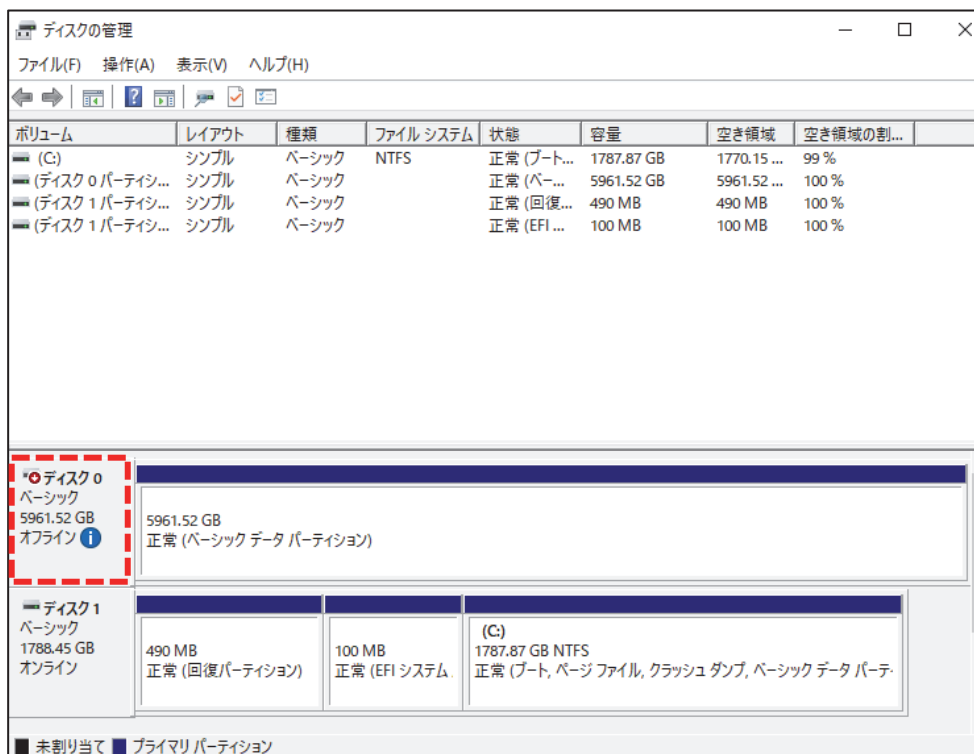 ディスクの管理
ファイル(F) 操作(A) 表示(V) ヘルプ(H)
ボリューム レイアウト 種類 ファイル システム 状態 容量 空き領域 空き領域の割...
(C:) シンプル ベーシック NTFS 正常 (ブート... 1787.87 GB 1770.15 ... 99 %
(ディスク 0 パーティシ... シンプル ベーシック 正常 (ベー... 5961.52 GB 5961.52 ... 100 %
(ディスク 1 パーティシ... シンプル ベーシック 正常 (回復... 490 MB 490 MB 100 %
(ディスク 1 パーティシ... シンプル ベーシック 正常 (EFI ... 100 MB 100 MB 100 %
ディスク 0
ベーシック
5961.52 GB
オフライン
5961.52 GB
正常 (ベーシック データ パーティション)
ディスク 1
ベーシック
1788.45 GB
オンライン
490 MB
正常 (回復パーティション)
100 MB
正常 (EFI システム
(C:)
1787.87 GB NTFS
正常 (ブート, ページ ファイル, クラッシュ ダンプ, ベーシック データ パーテ
未割り当て プライマリ パーティション